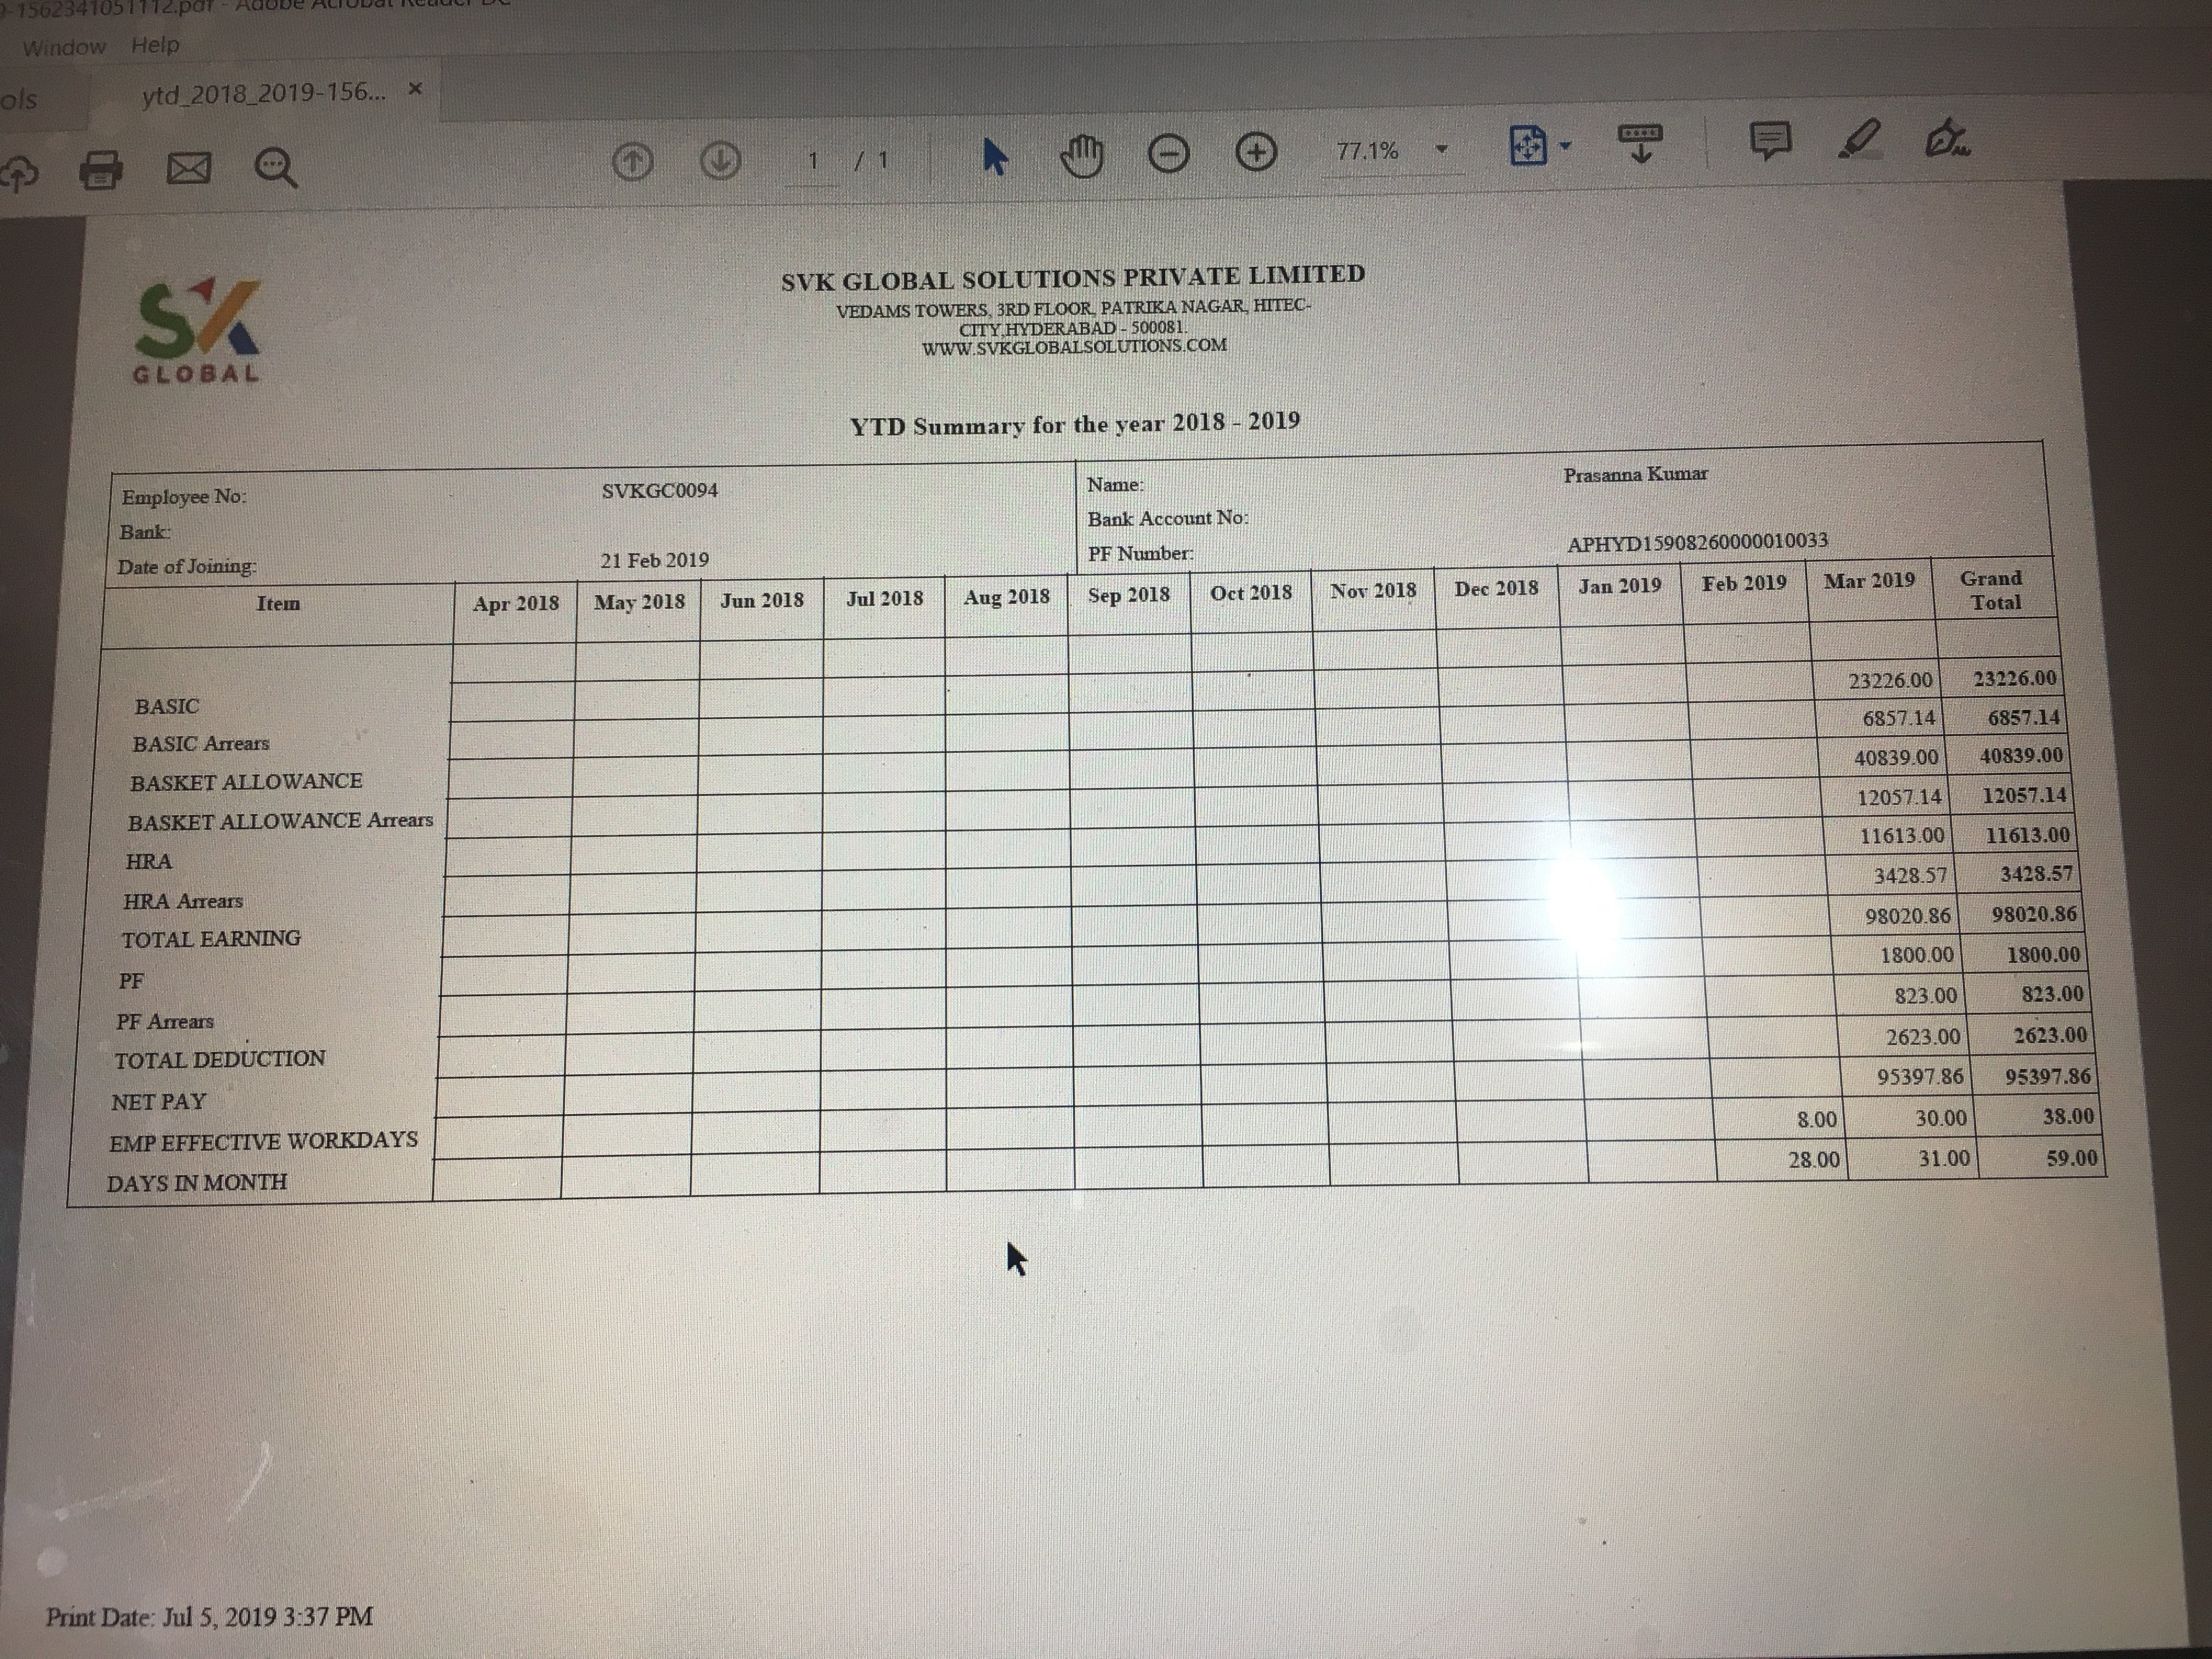 -1562341051112.pdf - Adobe Acrobat Reader DC
Window Help
ols ytd_2018_2019-156... ×
1 / 1 77.1%
SVK GLOBAL
SVK GLOBAL SOLUTIONS PRIVATE LIMITED
VEDAMS TOWERS, 3RD FLOOR, PATRIKA NAGAR, HITEC-
CITY,HYDERABAD - 500081.
WWW.SVKGLOBALSOLUTIONS.COM
YTD Summary for the year 2018 - 2019
Employee No: SVKGC0094 Name: Prasanna Kumar
Bank: Bank Account No:
Date of Joining: 21 Feb 2019 PF Number: APHYD15908260000010033
Item Apr 2018 May 2018 Jun 2018 Jul 2018 Aug 2018 Sep 2018 Oct 2018 Nov 2018 Dec 2018 Jan 2019 Feb 2019 Mar 2019 Grand Total
BASIC 23226.00 23226.00
BASIC Arrears 6857.14 6857.14
BASKET ALLOWANCE 40839.00 40839.00
BASKET ALLOWANCE Arrears 12057.14 12057.14
HRA 11613.00 11613.00
HRA Arrears 3428.57 3428.57
TOTAL EARNING 98020.86 98020.86
PF 1800.00 1800.00
PF Arrears 823.00 823.00
TOTAL DEDUCTION 2623.00 2623.00
NET PAY 95397.86 95397.86
EMP EFFECTIVE WORKDAYS 8.00 30.00 38.00
DAYS IN MONTH 28.00 31.00 59.00
Print Date: Jul 5, 2019 3:37 PM